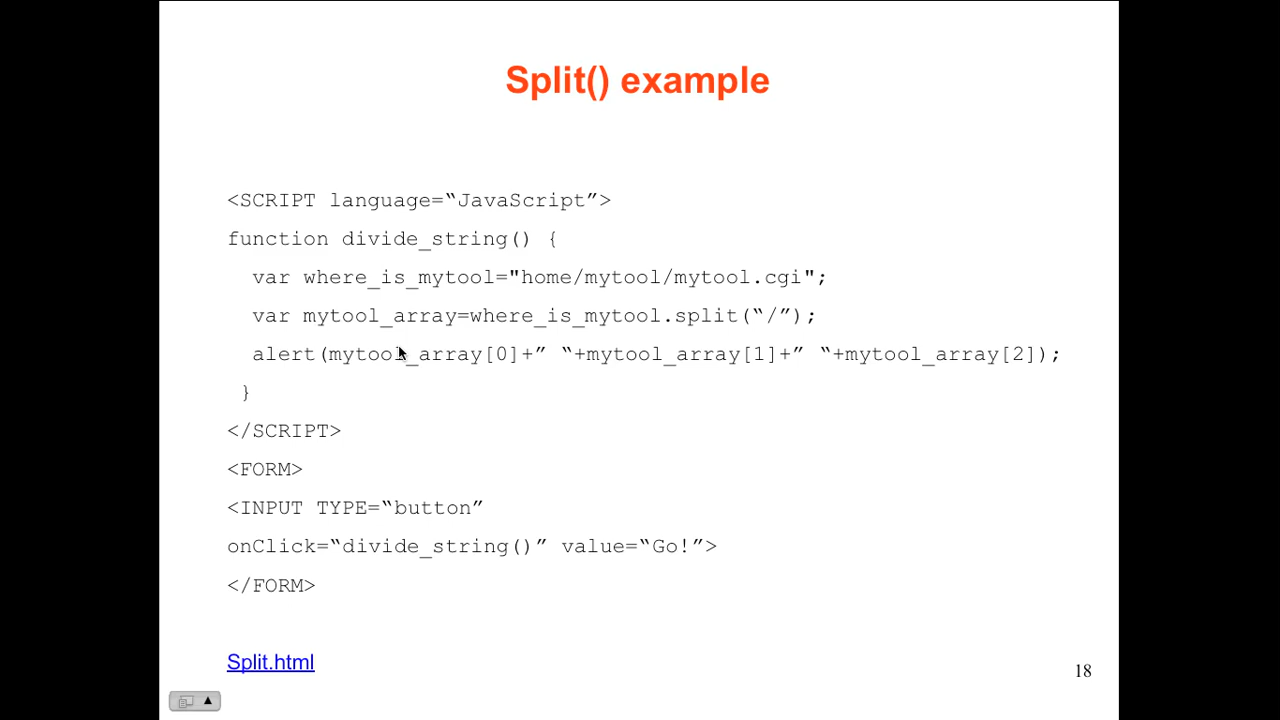 Split() example
<SCRIPT language=“JavaScript”>
function divide_string() {
var where_is_mytool="home/mytool/mytool.cgi";
var mytool_array=where_is_mytool.split(“/”);
alert(mytool_array[0]+” “+mytool_array[1]+” “+mytool_array[2]);
}
</SCRIPT>
<FORM>
<INPUT TYPE=“button”
onClick=“divide_string()” value=“Go!”>
</FORM>
Split.html
18